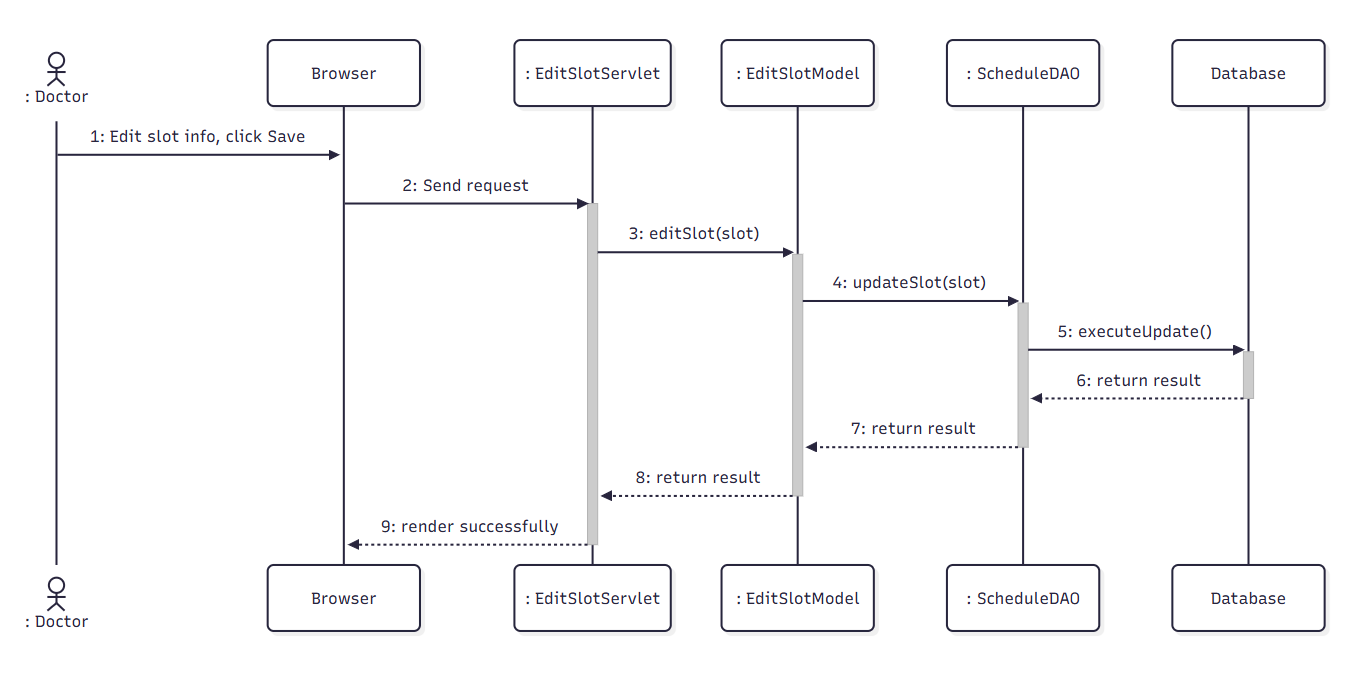 : Doctor
Browser
: EditSlotServlet
: EditSlotModel
: ScheduleDAO
Database
1: Edit slot info, click Save
2: Send request
3: editSlot(slot)
4: updateSlot(slot)
5: executeUpdate()
6: return result
7: return result
8: return result
9: render successfully
: Doctor
Browser
: EditSlotServlet
: EditSlotModel
: ScheduleDAO
Database